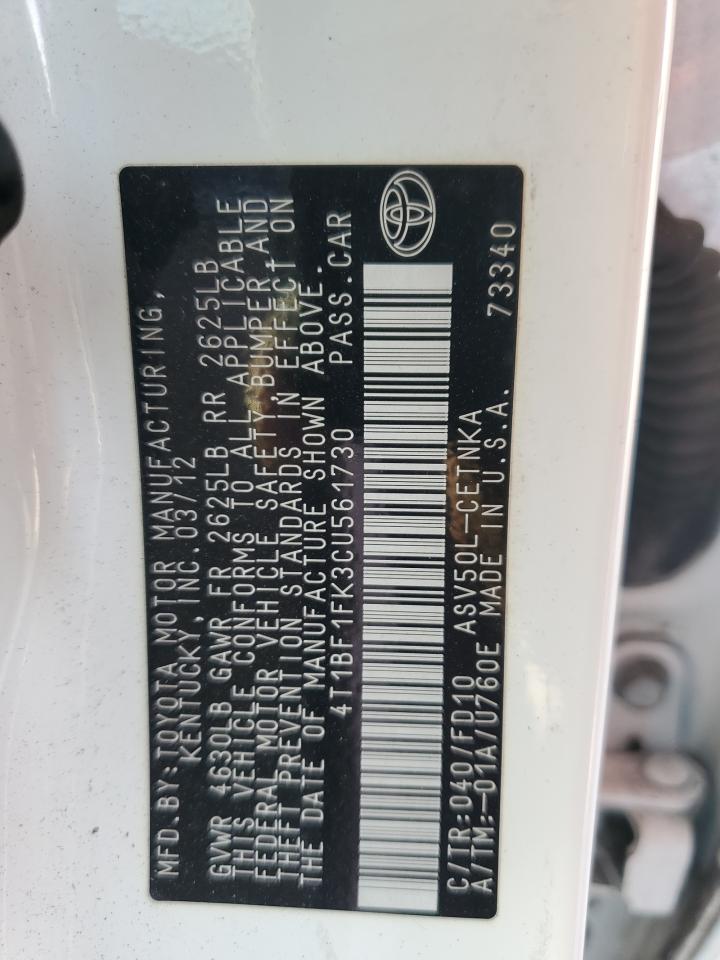 MFD.BY:TOYOTA MOTOR MANUFACTURING,
KENTUCKY,INC.03/12
GVWR 4630LB GAWR FR 2625LB RR 2625LB
THIS VEHICLE CONFORMS TO ALL APPLICABLE
FEDERAL MOTOR VEHICLE SAFETY,BUMPER,AND
THEFT PREVENTION STANDARDS IN EFFECT ON
THE DATE OF MANUFACTURE SHOWN ABOVE.
4T1BF1FK3CU561730 PASS.CAR
C/TR:040/FD10 ASV50L-CETNKA
A/TM:-01A/U760E MADE IN U.S.A. 73340